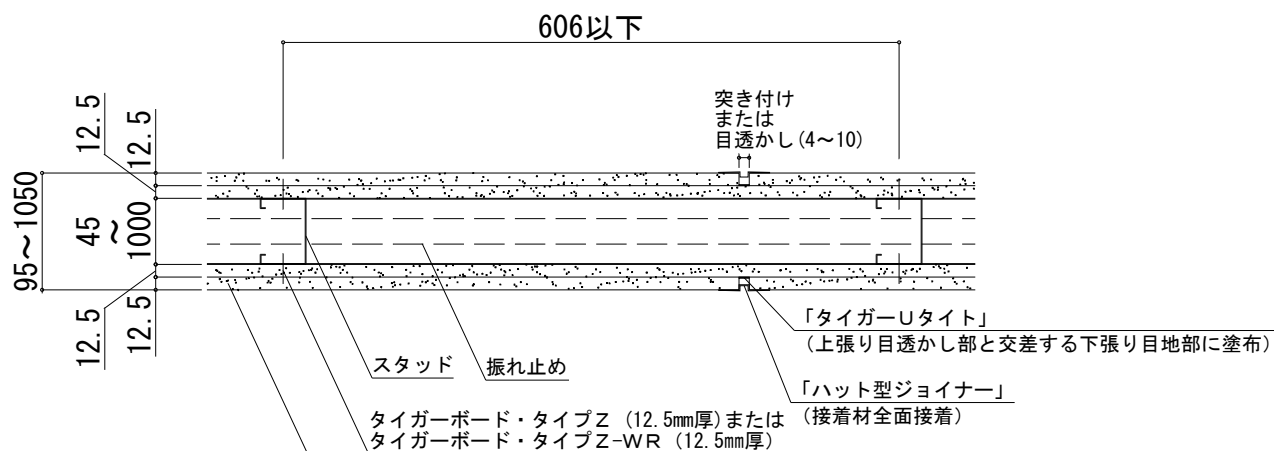 606以下
突き付け
または
目透かし(4～10)
12.5
12.5
95～1050
45～1000
12.5
12.5
「タイガーUタイト」
(上張り目透かし部と交差する下張り目地部に塗布)
スタッド
振れ止め
「ハット型ジョイナー」
(接着材全面接着)
タイガーボード・タイプZ (12.5mm厚)または
タイガーボード・タイプZ-WR (12.5mm厚)